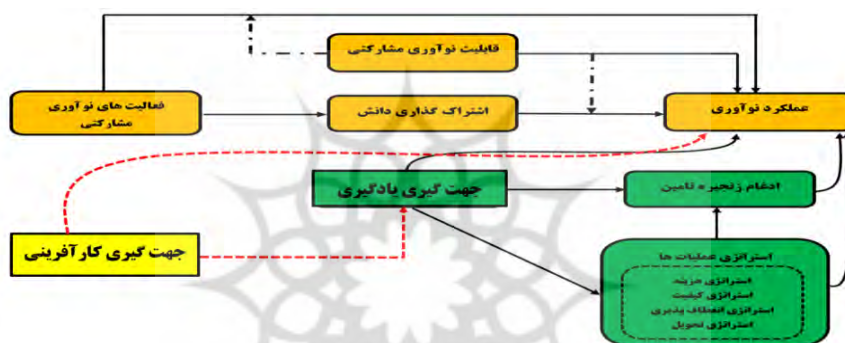 قابلیت نوآوری مشارکتی
فعالیت های نوآوری
مشارکتی
اشتراک گذاری دانش
عملکرد نوآوری
جهت گیری یادگیری
ادغام زنجیره تامین
جهت گیری کارآفرینی
استراتژی عملیات ها
استراتژی هزینه
استراتژی کیفیت
استراتژی انعطاف پذیری
استراتژی تحویل